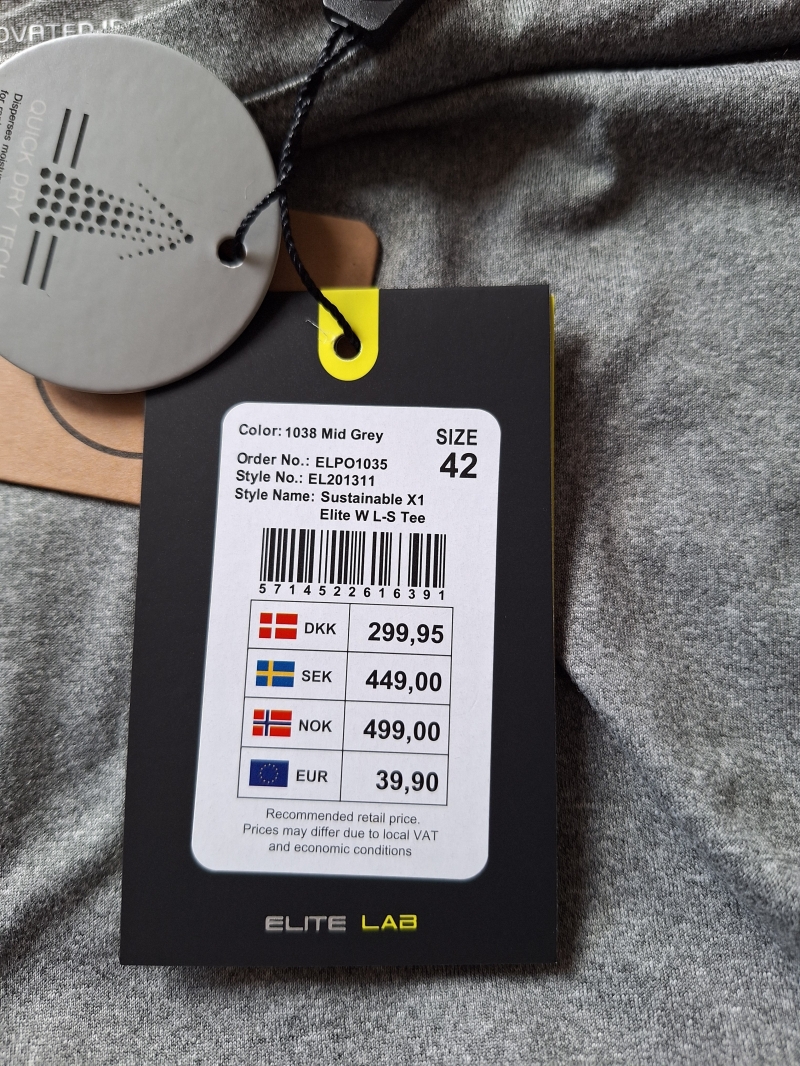 QUICK DRY TECH
Disperses
Color: 1038 Mid Grey
SIZE
42
Order No.: ELPO1035
Style No.: EL201311
Style Name: Sustainable X1
Elite W L-S Tee
5714522616391
DKK 299,95
SEK 449,00
NOK 499,00
EUR 39,90
Recommended retail price.
Prices may differ due to local VAT
and economic conditions
ELITE LAB